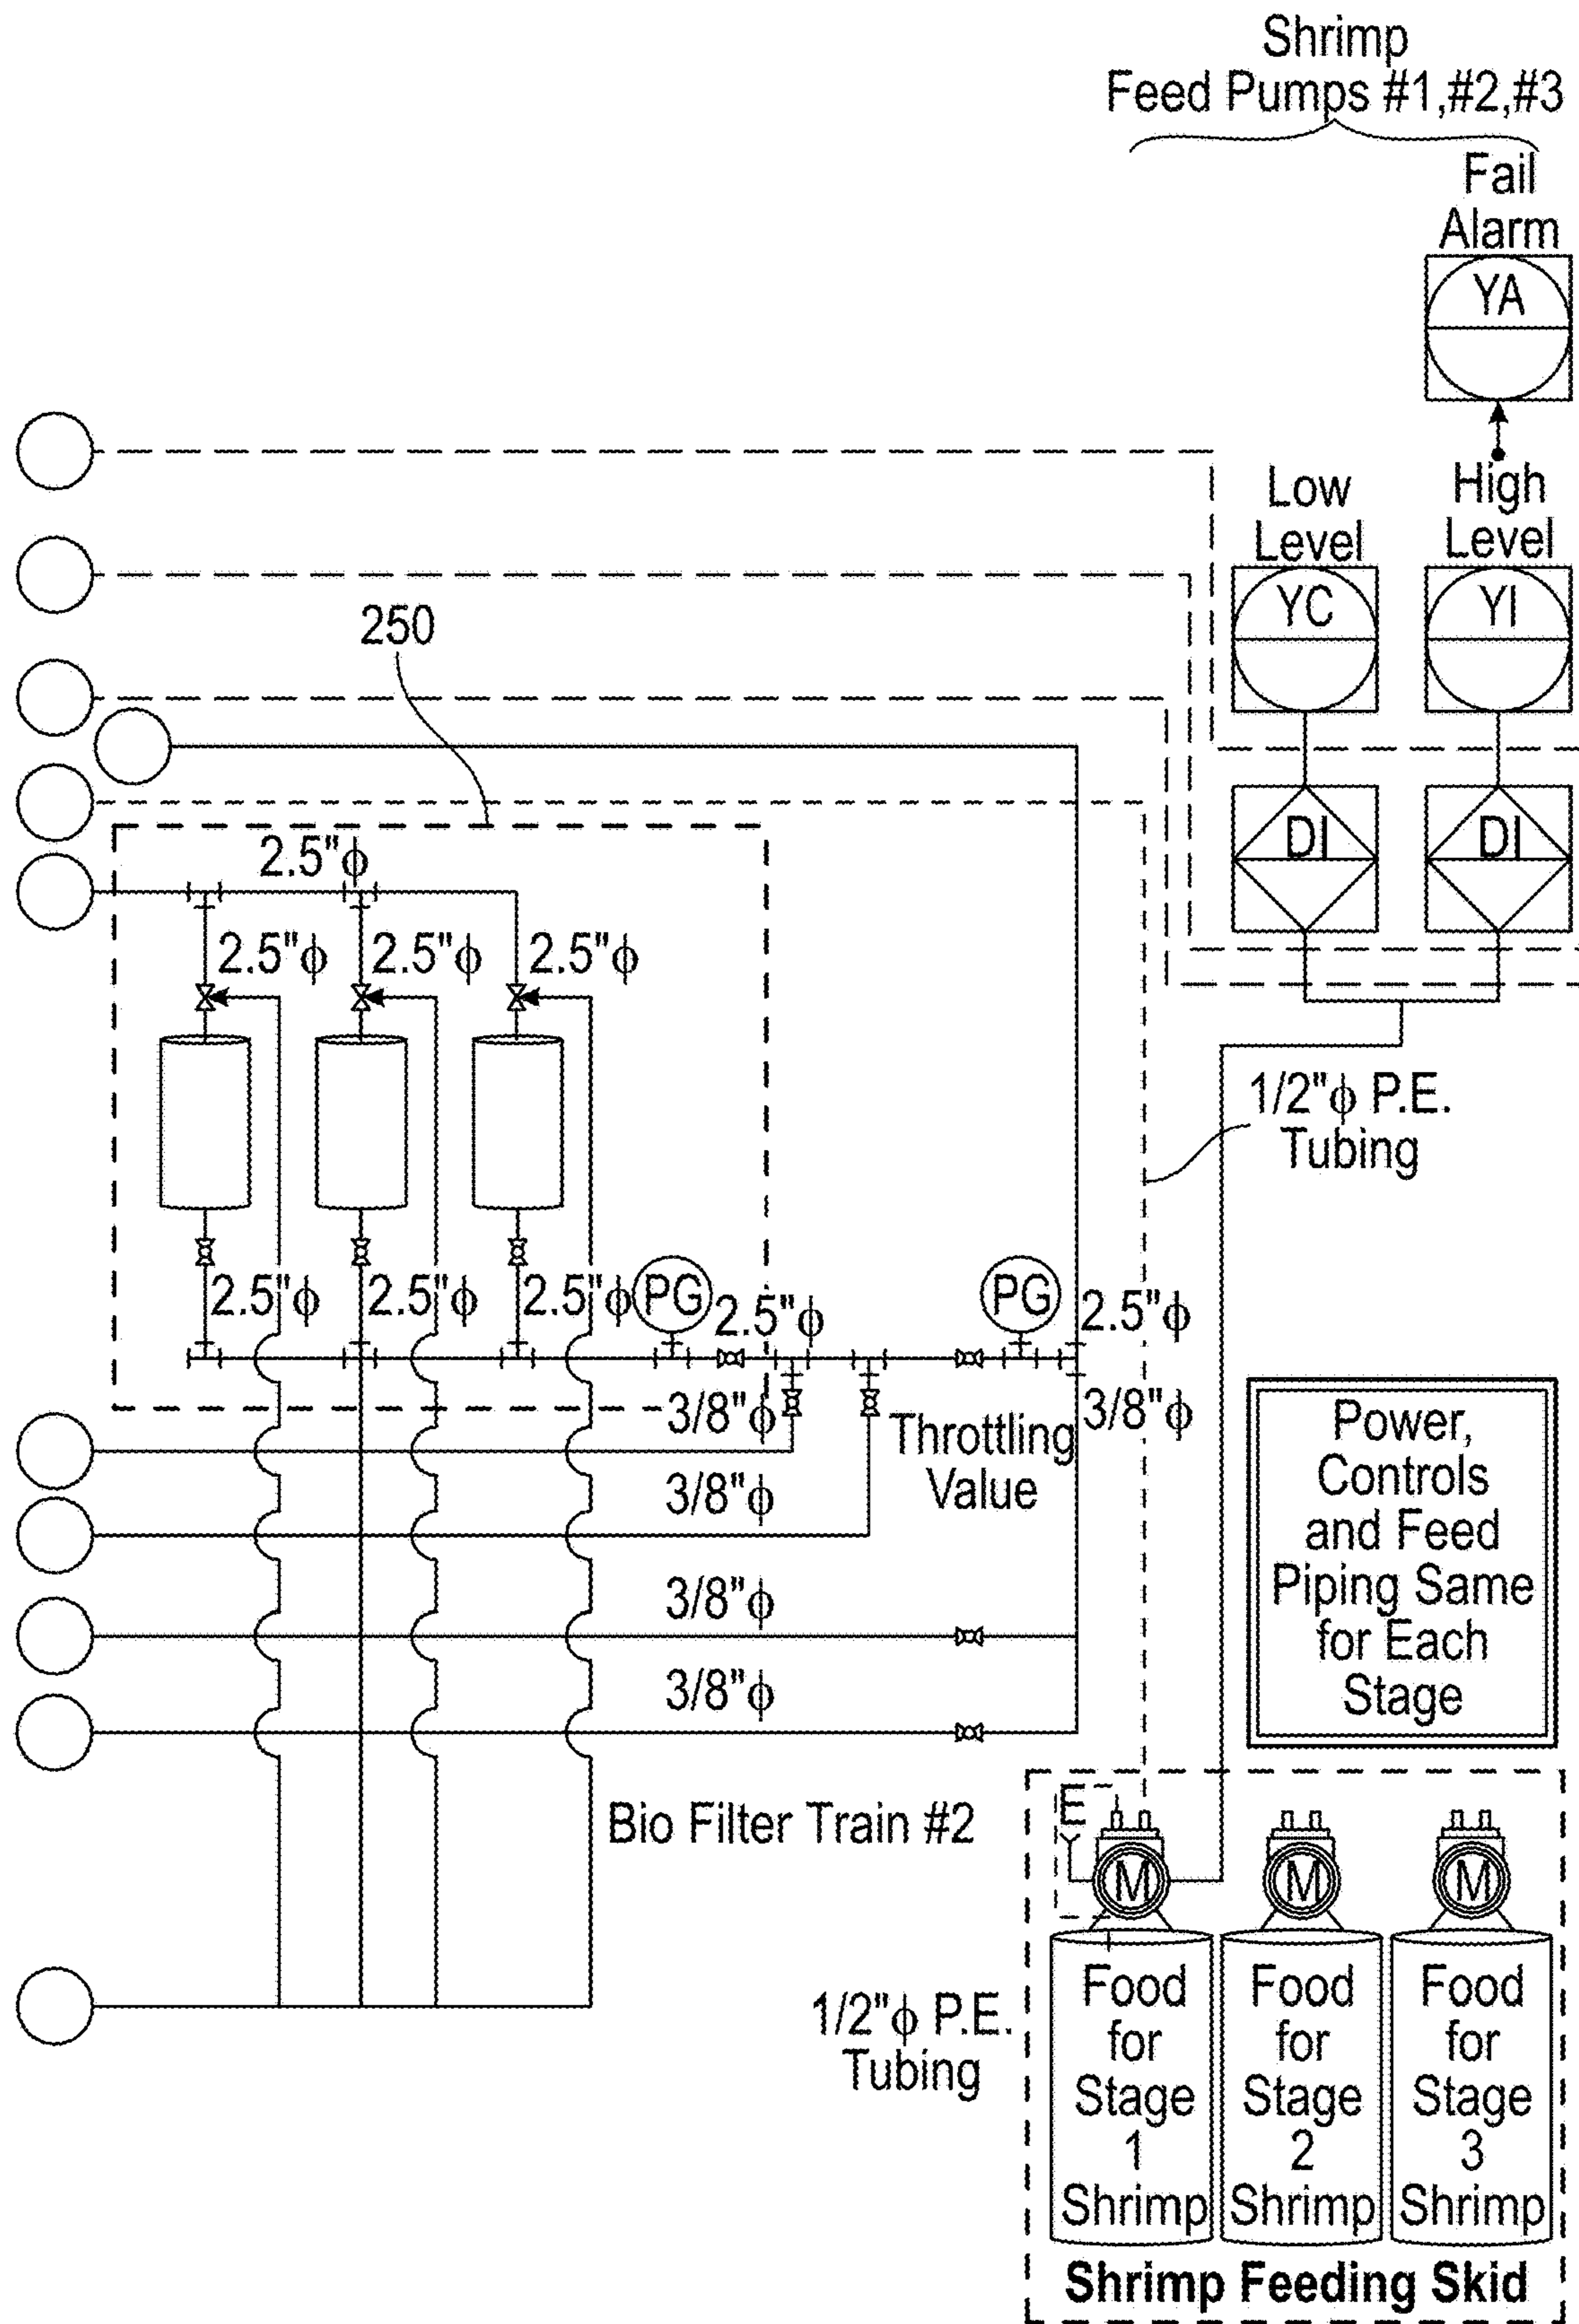 Shrimp
Feed Pumps #1,#2,#3
Fail
Alarm
YA
Low
Level
High
Level
YC
YI
250
DI
DI
2.5"ϕ
2.5"ϕ
2.5"ϕ
2.5"ϕ
1/2"ϕ P.E.
Tubing
2.5"ϕ
2.5"ϕ
2.5"ϕ
PG
2.5"ϕ
PG
2.5"ϕ
3/8"ϕ
3/8"ϕ
Throttling
Value
3/8"ϕ
3/8"ϕ
3/8"ϕ
Power,
Controls
and Feed
Piping Same
for Each
Stage
Bio Filter Train #2
E
M
M
M
1/2"ϕ P.E.
Tubing
Food
for
Stage
1
Shrimp
Food
for
Stage
2
Shrimp
Food
for
Stage
3
Shrimp
Shrimp Feeding Skid